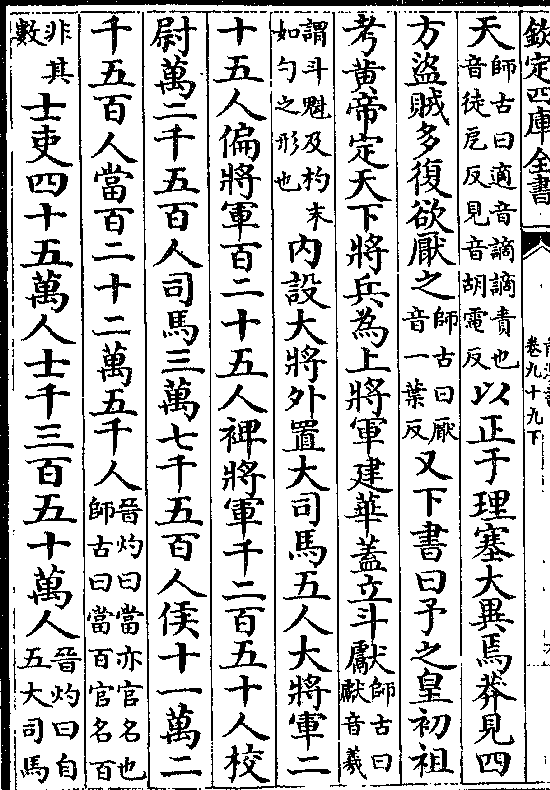 欽定四庫全書
卷九十九下
天師古曰適音謫謫責也音徒厄反見音胡電反以正于理塞大異焉莽見四
方盜賊多復欲厭之師古曰厭音一葉反又下書曰予之皇初祖
考黃帝定天下將兵為上將軍建華蓋立斗獻師古曰獻音羲
謂斗魁及杓末如勺之形也內設大將外置大司馬五人大將軍二
十五人偏將軍百二十五人裨將軍千二百五十人校
尉萬二千五百人司馬三萬七千五百人候十一萬二
千五百人當百二十二萬五千人晉灼曰當亦官名也師古曰當百官名百
非其數士吏四十五萬人士千三百五十萬人晉灼曰自五大司馬